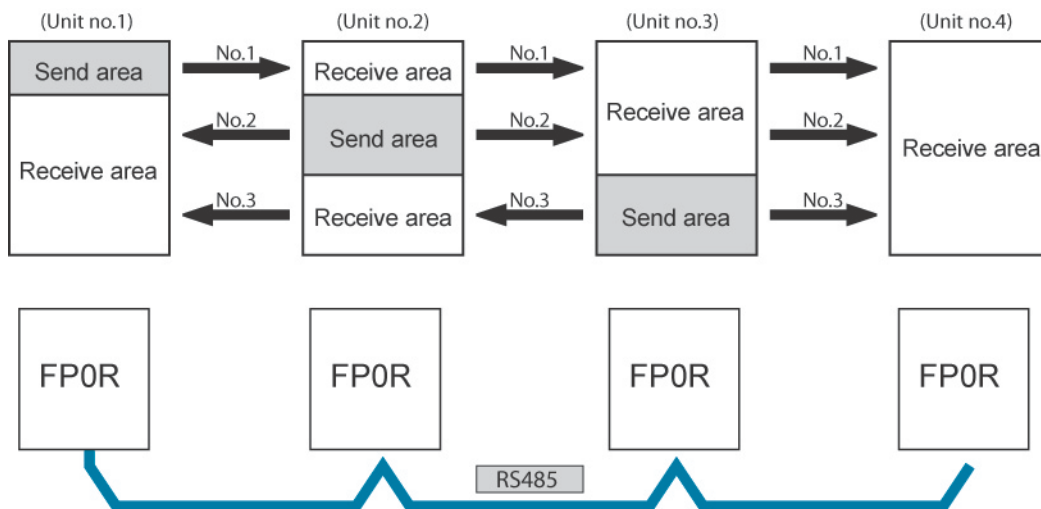 (Unit no.1) (Unit no.2) (Unit no.3) (Unit no.4)
Send area No.1 Receive area No.1 No.1
Receive area
No.2 Send area No.2 No.2
Receive area Receive area
No.3 Receive area No.3 Send area No.3
FP0R FP0R FP0R FP0R
RS485